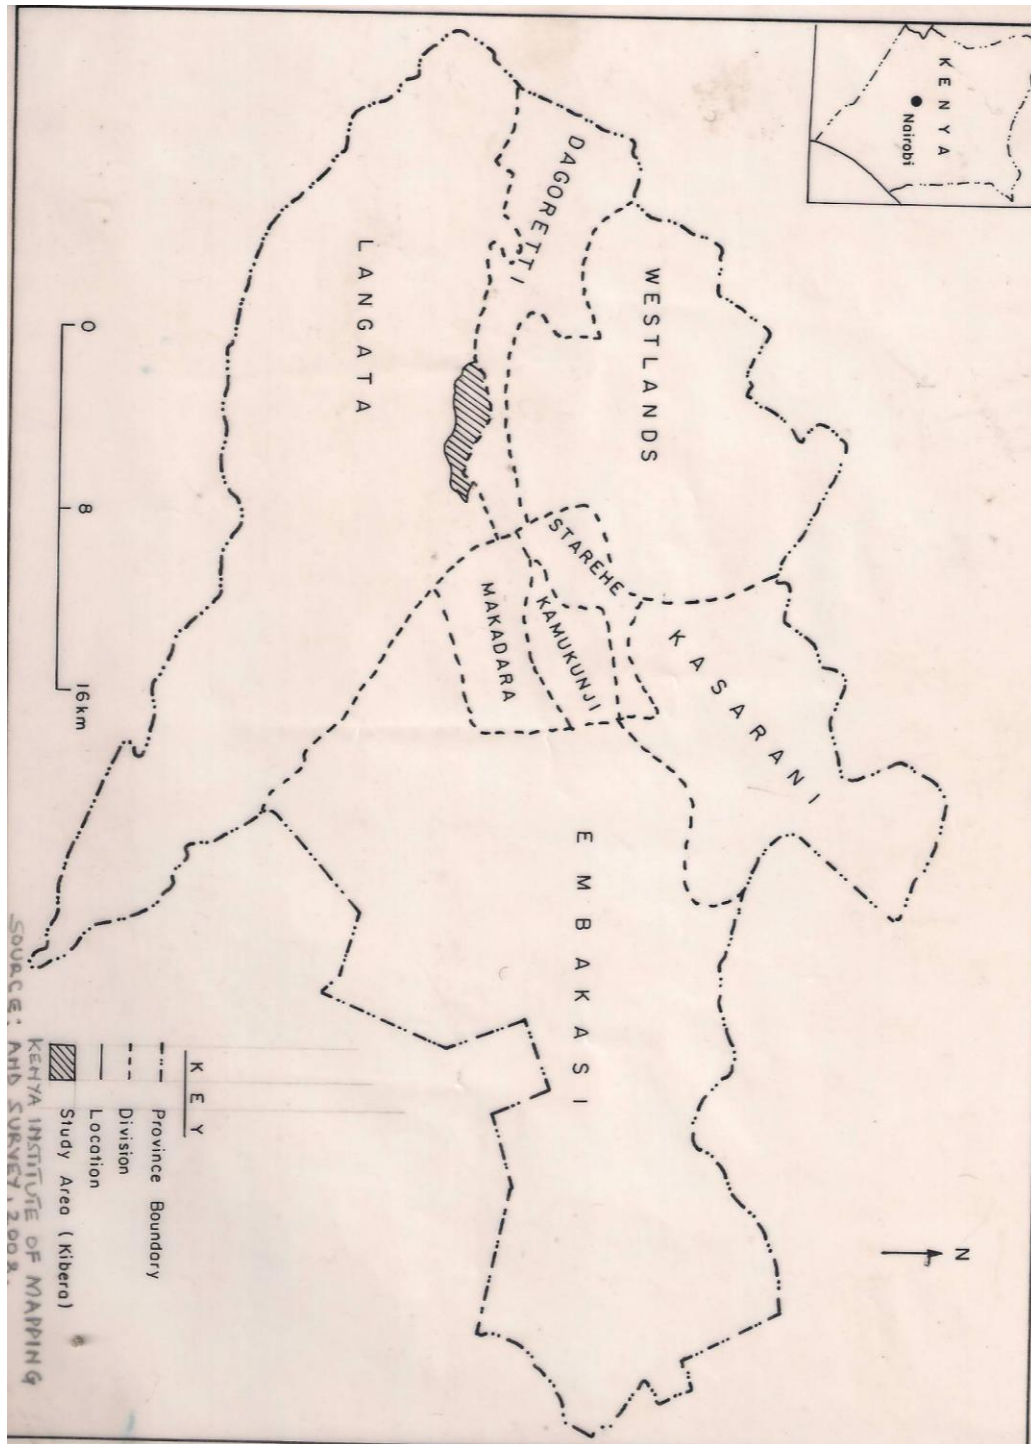 KENYA
Nairobi
DAGORETTI
WESTLANDS
LANGATA
STAREHE
KASARANI
KAMUKUNJI
MAKADARA
EMBAKASI
0 8 16km
N
KEY
Province Boundary
Division
Location
Study Area (Kibera)
KENYA INSTITUTE OF MAPPING
SOURCE: AND SURVEY, 2008.